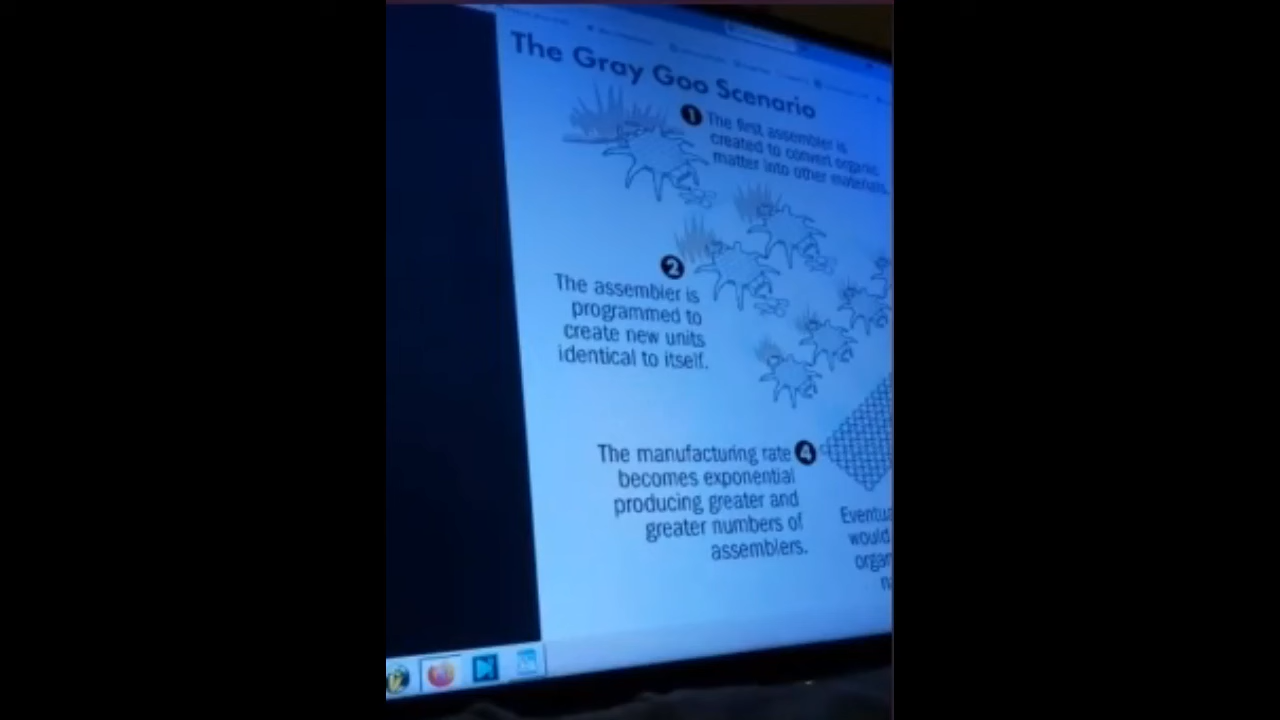 The Gray Goo Scenario
1 The first assembler is
created to convert organic
matter into other materials.
2
The assembler is
programmed to
create new units
identical to itself.
The manufacturing rate 4
becomes exponential
producing greater and
greater numbers of
assemblers.
would